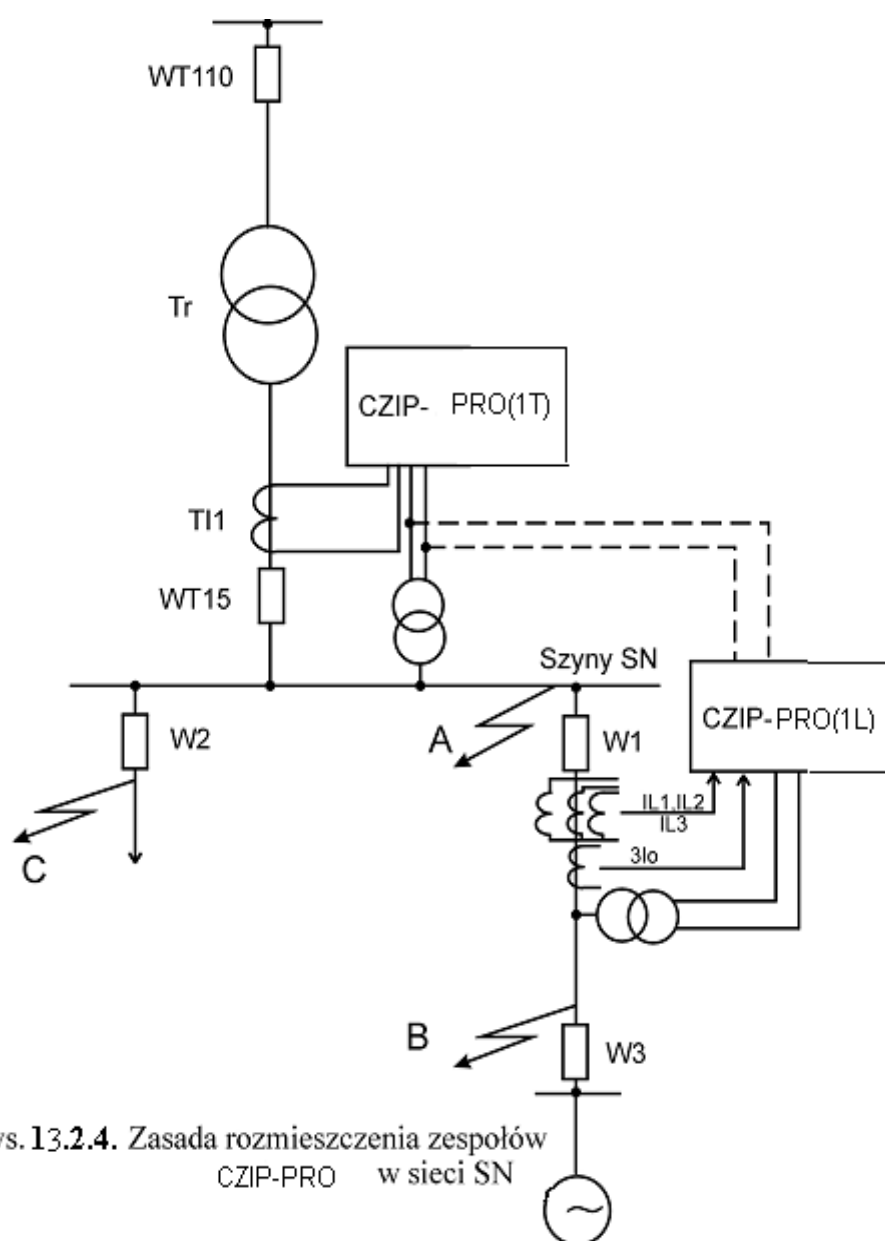 WT110
Tr
CZIP- PRO(1T)
TI1
WT15
Szyny SN
CZIP-PRO(1L)
W2
A
W1
IL1,IL2
IL3
C
3Io
B
W3
ys. 13.2.4. Zasada rozmieszczenia zespołów
CZIP-PRO w sieci SN
~